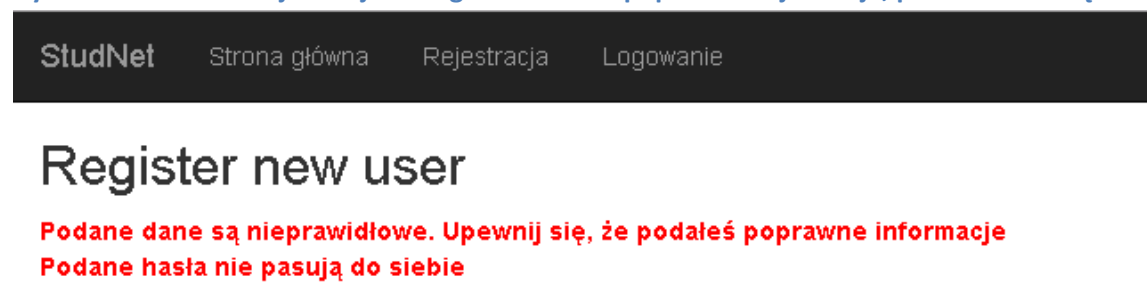 StudNet Strona główna Rejestracja Logowanie
Register new user
Podane dane są nieprawidłowe. Upewnij się, że podałeś poprawne informacje
Podane hasła nie pasują do siebie